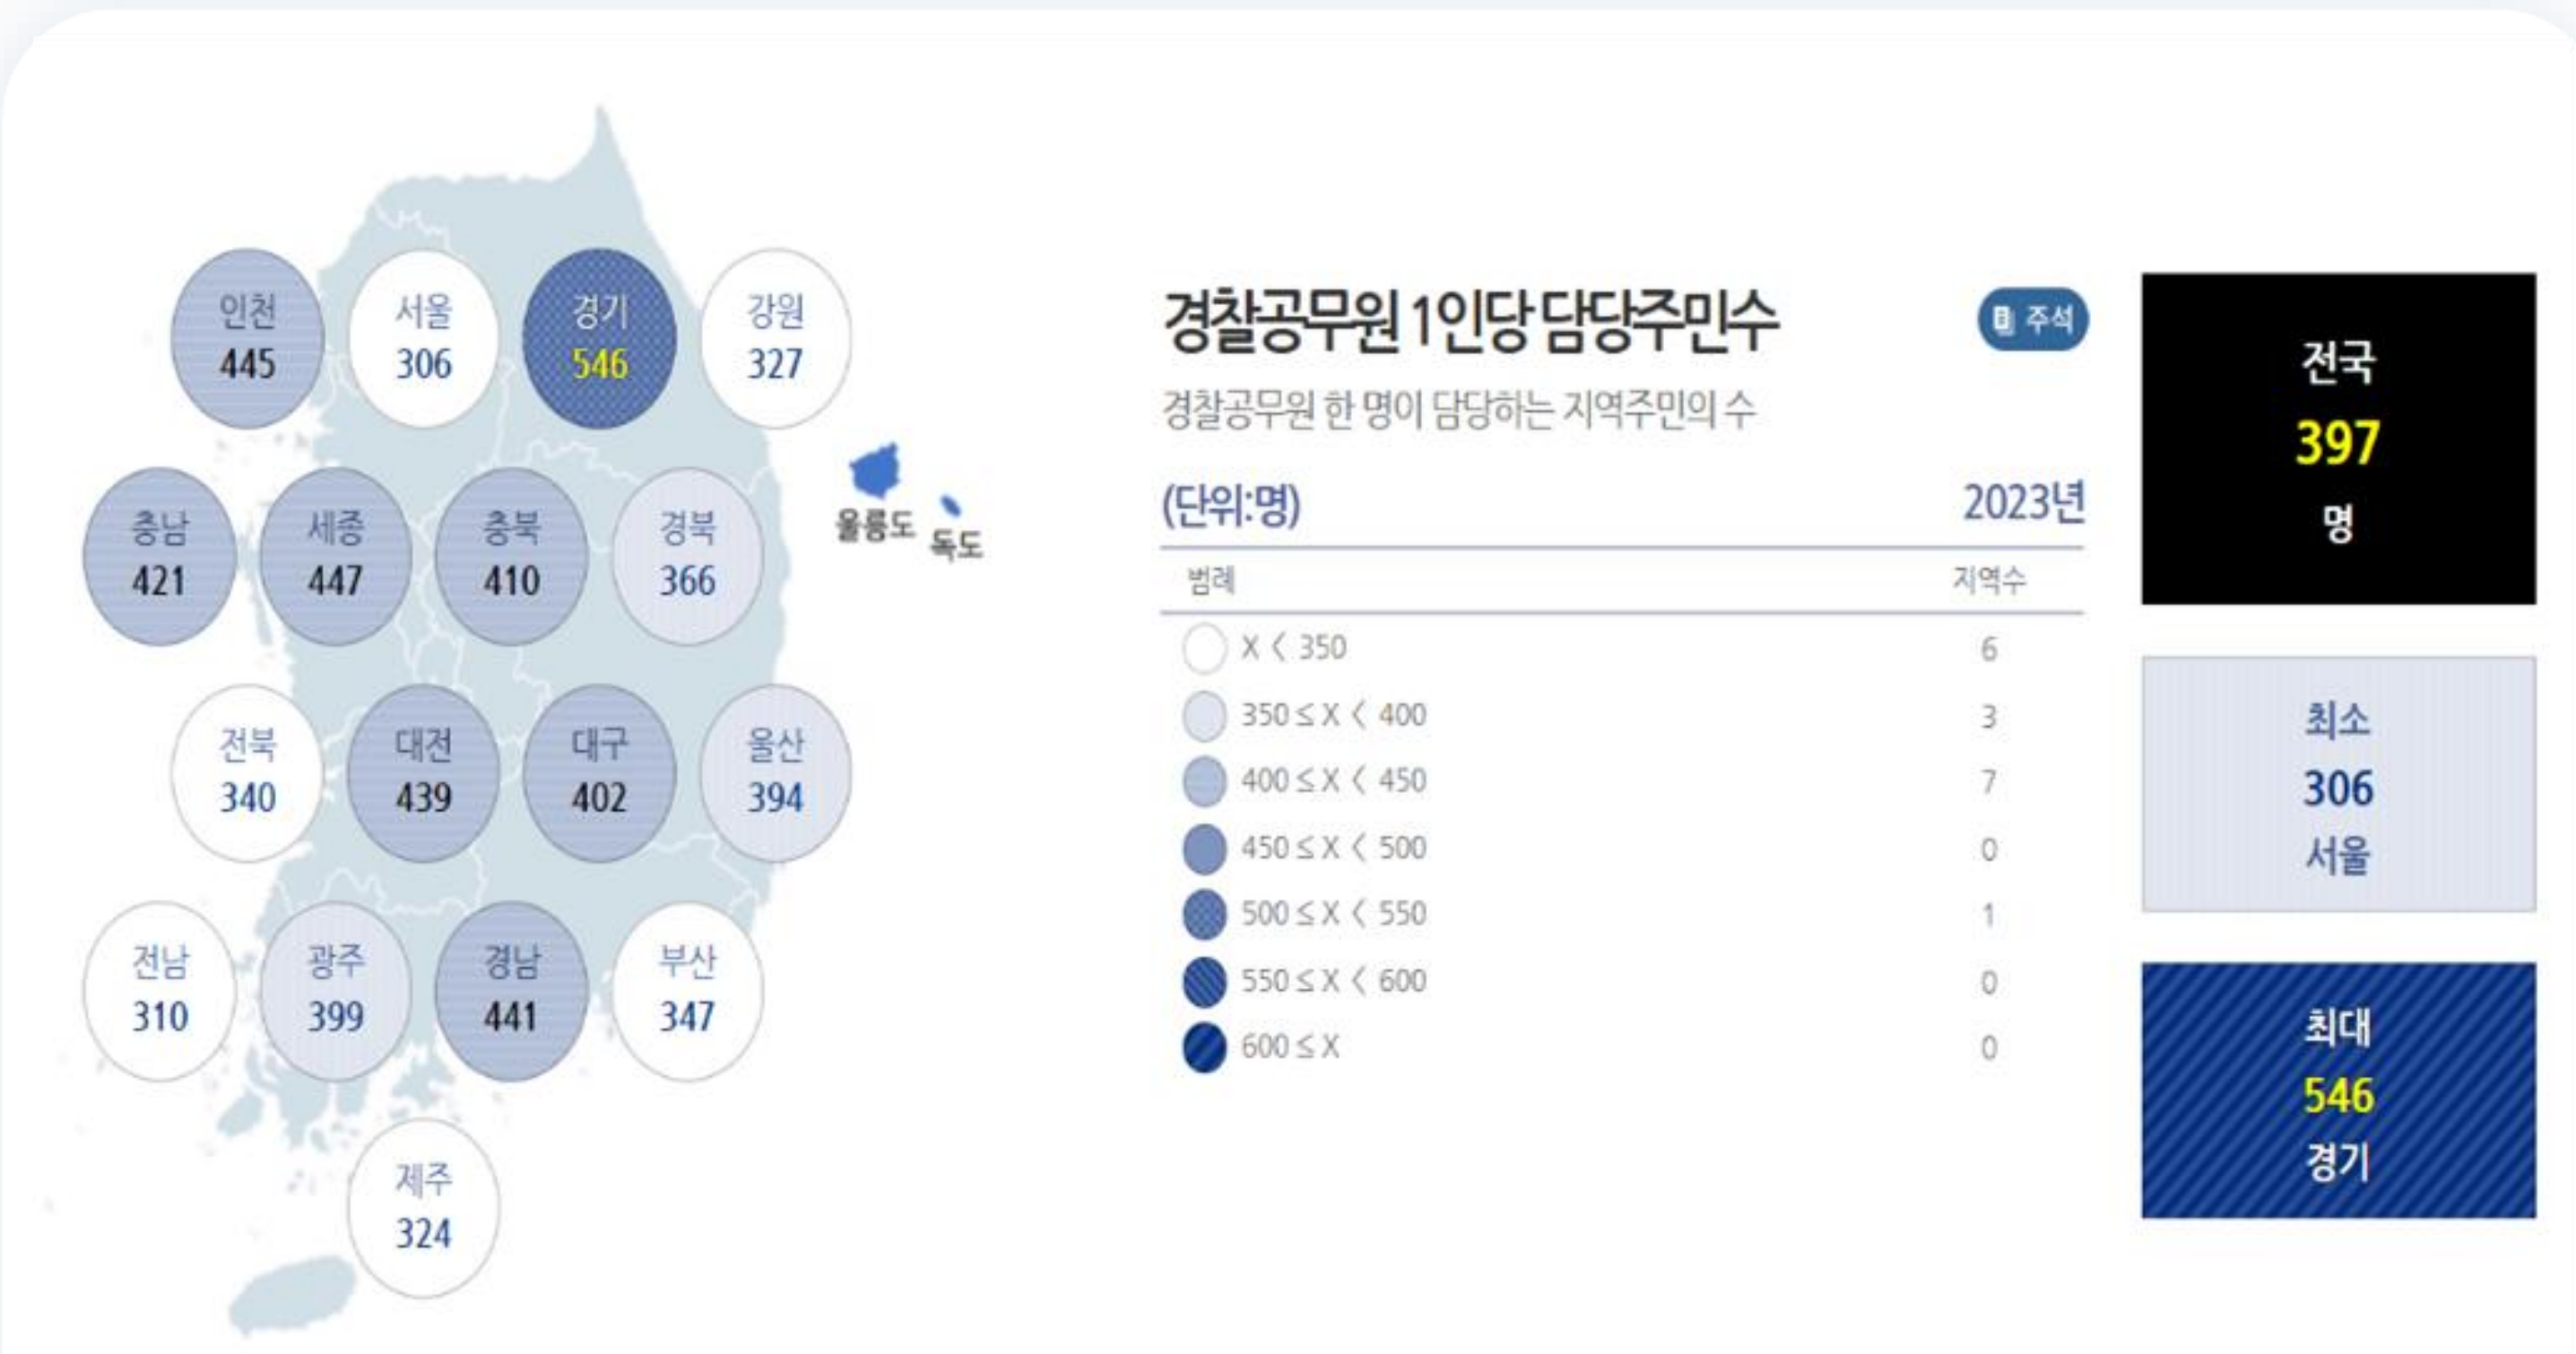 인천
445
서울
306
경기
546
강원
327
충남
421
세종
447
충북
410
경북
366
울릉도
독도
전북
340
대전
439
대구
402
울산
394
전남
310
광주
399
경남
441
부산
347
제주
324
경찰공무원 1인당 담당주민수
주석
경찰공무원 한 명이 담당하는 지역주민의 수
(단위:명) 2023년
범례 지역수
X < 350 6
350 ≤ X < 400 3
400 ≤ X < 450 7
450 ≤ X < 500 0
500 ≤ X < 550 1
550 ≤ X < 600 0
600 ≤ X 0
전국
397
명
최소
306
서울
최대
546
경기